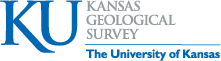 KU KANSAS
GEOLOGICAL
SURVEY
The University of Kansas